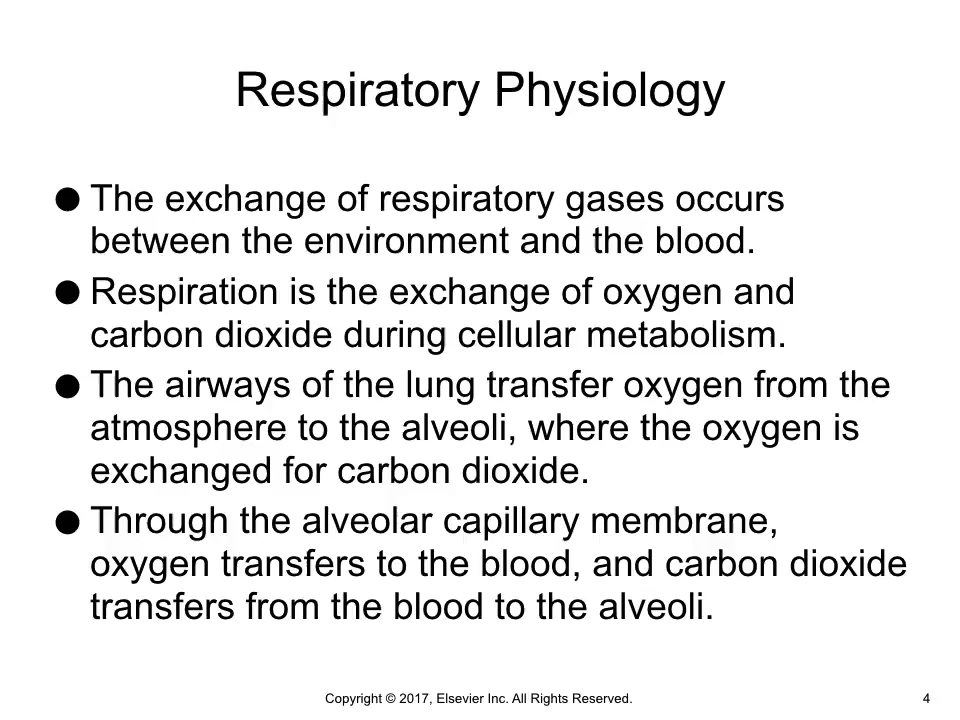 Respiratory Physiology
● The exchange of respiratory gases occurs
between the environment and the blood.
● Respiration is the exchange of oxygen and
carbon dioxide during cellular metabolism.
● The airways of the lung transfer oxygen from the
atmosphere to the alveoli, where the oxygen is
exchanged for carbon dioxide.
● Through the alveolar capillary membrane,
oxygen transfers to the blood, and carbon dioxide
transfers from the blood to the alveoli.
Copyright © 2017, Elsevier Inc. All Rights Reserved.
4